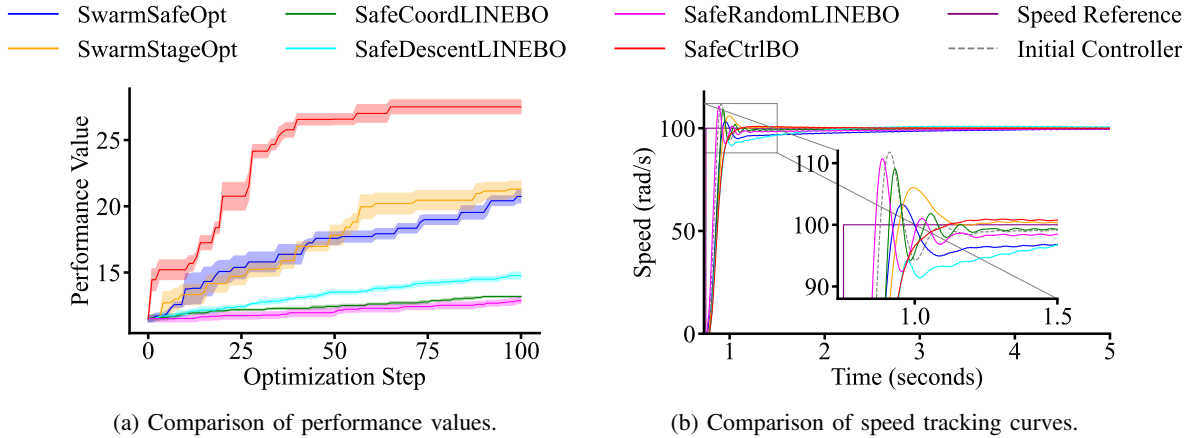 SwarmSafeOpt SafeCoordLINEBO SafeRandomLINEBO Speed Reference
SwarmStageOpt SafeDescentLINEBO SafeCtrlBO Initial Controller
Performance Value
25
20
15
0 25 50 75 100
Optimization Step
Speed (rad/s)
100
50
0
110
100
90
1.0 1.5
1 2 3 4 5
Time (seconds)
(a) Comparison of performance values. (b) Comparison of speed tracking curves.